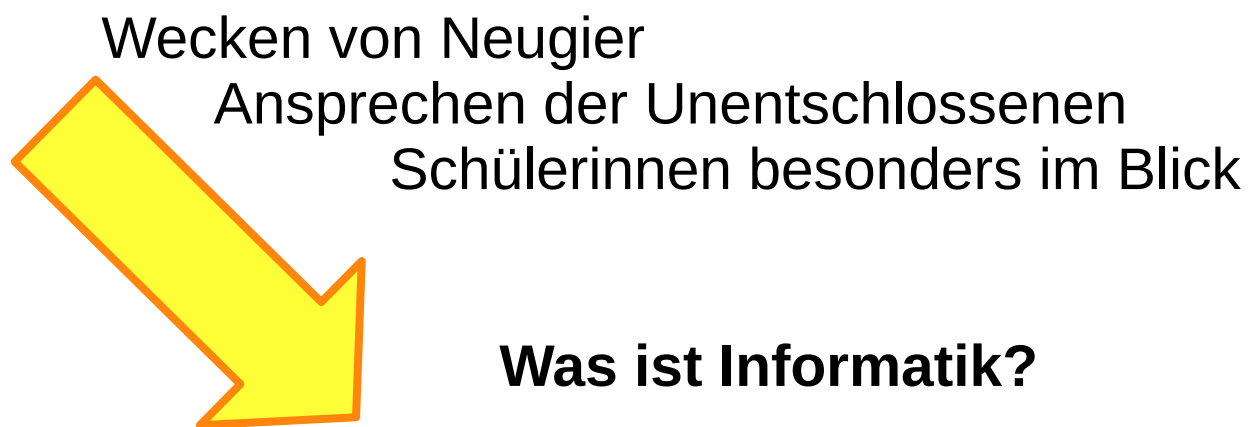 Wecken von Neugier
Ansprechen der Unentschlossenen
Schülerinnen besonders im Blick
Was ist Informatik?